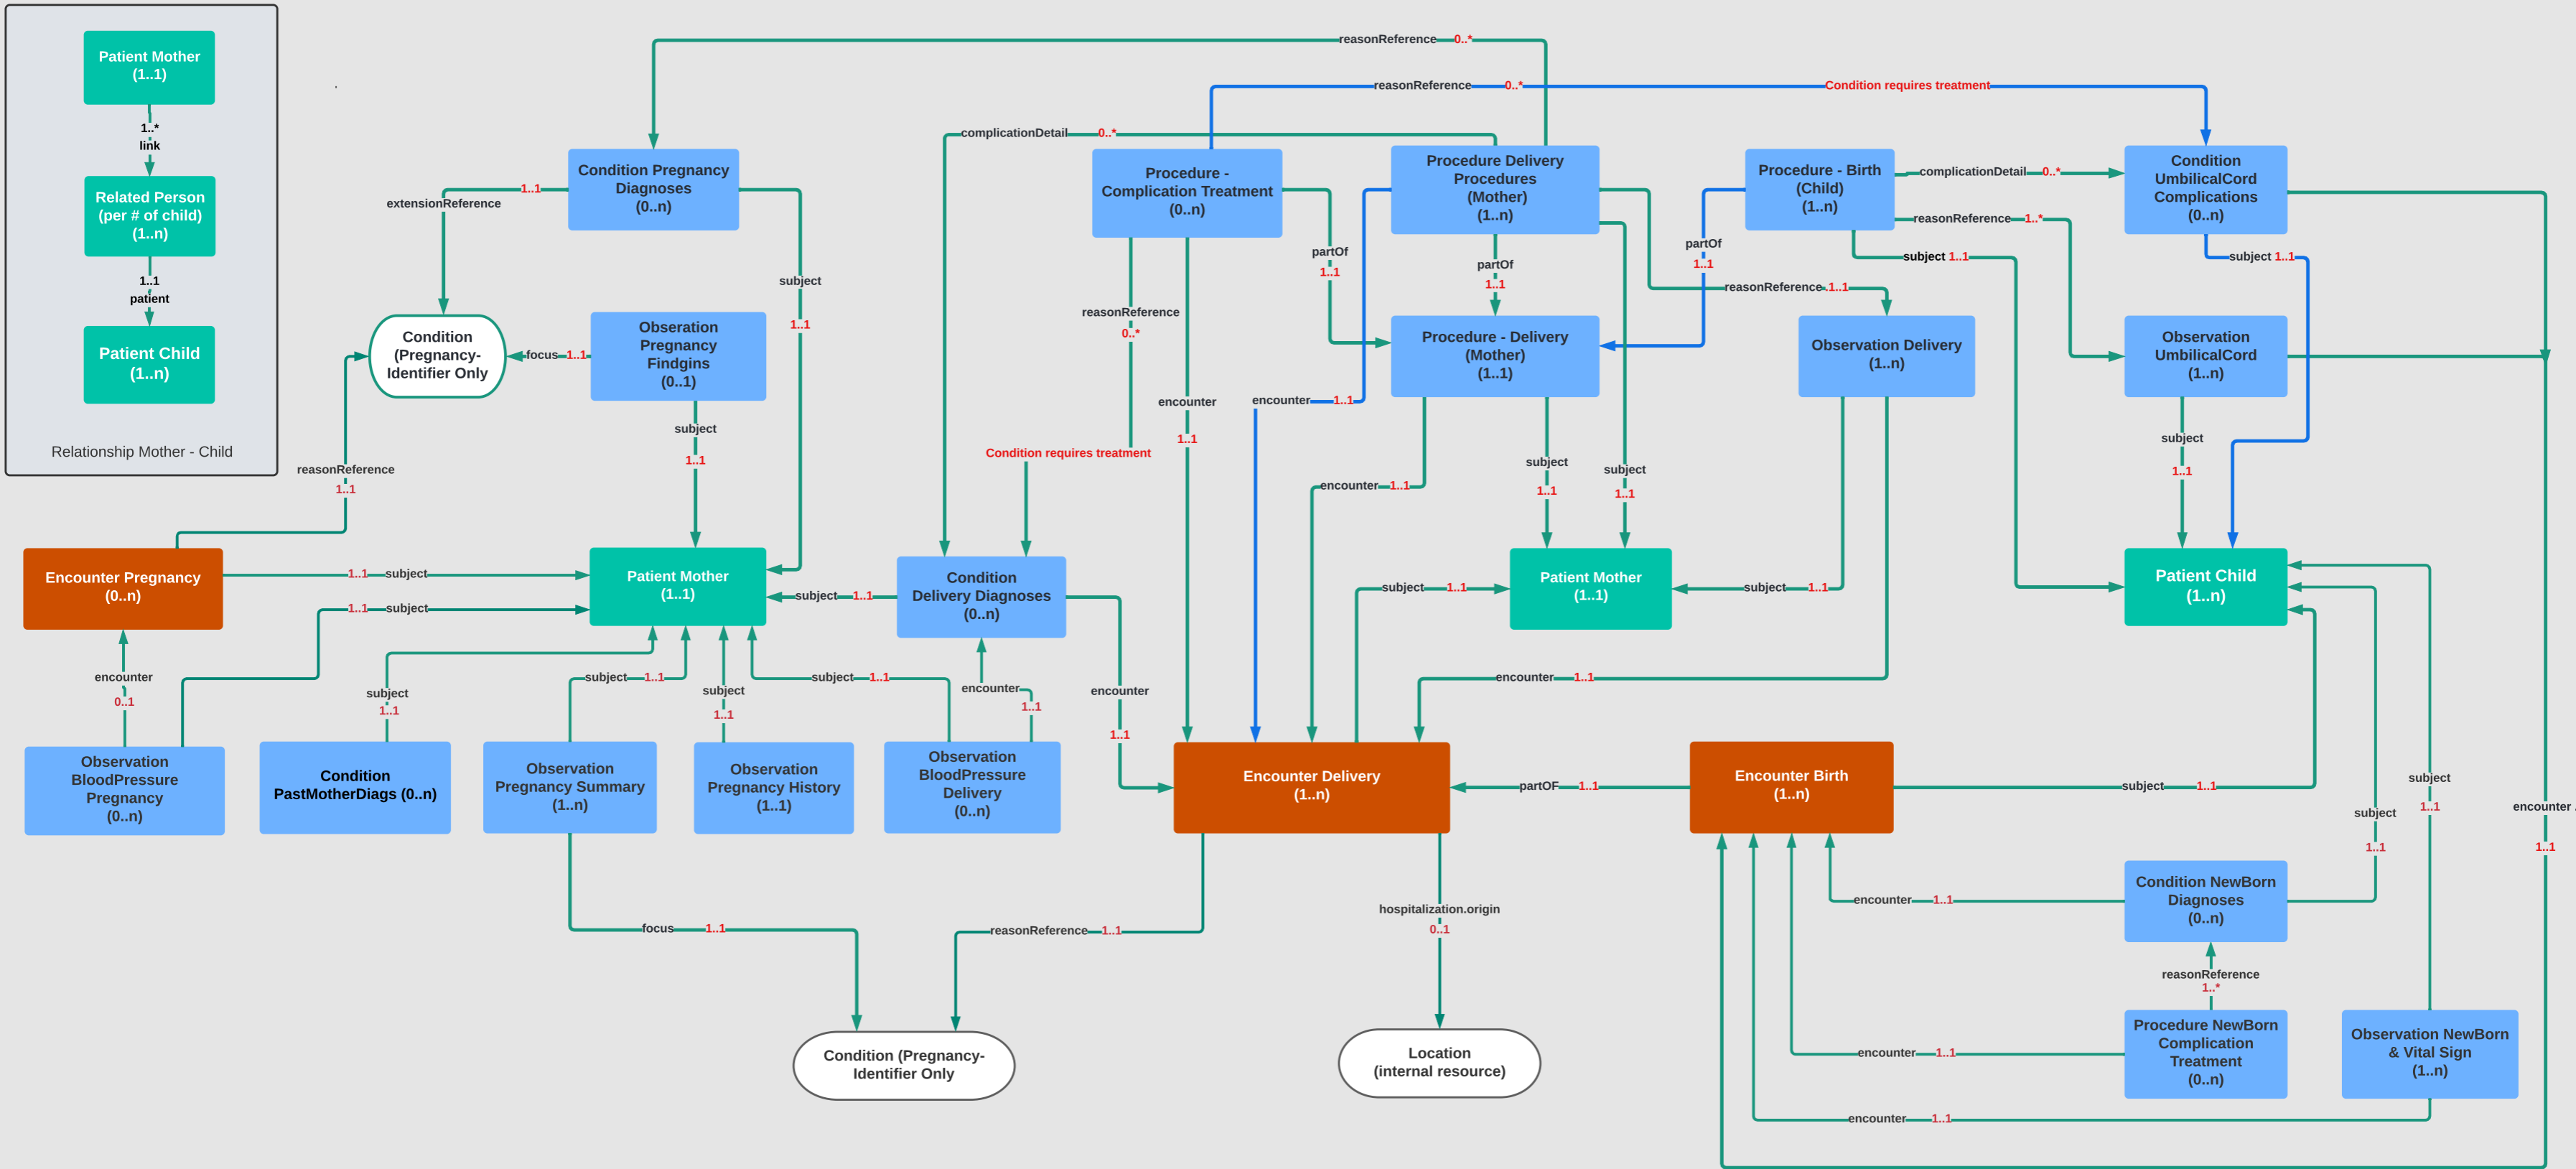 Patient Mother
(1..1)
1..*
link
Related Person
(per # of child)
(1..n)
1..1
patient
Patient Child
(1..n)
Relationship Mother - Child
reasonReference 0..*
reasonReference 0..* Condition requires treatment
complicationDetail 0..*
Condition Pregnancy
Diagnoses
(0..n)
Procedure -
Complication Treatment
(0..n)
Procedure Delivery
Procedures
(Mother)
(1..n)
Procedure - Birth
(Child)
(1..n)
complicationDetail 0..*
reasonReference 1..*
Condition
UmbilicalCord
Complications
(0..n)
1..1
extensionReference
subject
1..1
partOf
1..1
partOf
1..1
partOf
1..1
subject 1..1
subject 1..1
reasonReference .1..1
reasonReference
0..*
Condition
(Pregnancy-
Identifier Only
focus 1..1
Obseration
Pregnancy
Findgins
(0..1)
Procedure - Delivery
(Mother)
(1..1)
Observation Delivery
(1..n)
Observation
UmbilicalCord
(1..n)
subject
1..1
encounter
1..1
encounter 1..1
Condition requires treatment
encounter 1..1
subject
1..1
subject
1..1
subject
1..1
reasonReference
1..1
Encounter Pregnancy
(0..n)
1..1 subject
1..1 subject
Patient Mother
(1..1)
subject 1..1
Condition
Delivery Diagnoses
(0..n)
subject 1..1
Patient Mother
(1..1)
subject 1..1
Patient Child
(1..n)
encounter
0..1
subject
1..1
subject 1..1
subject
1..1
subject 1..1
encounter
1..1
encounter
1..1
encounter 1..1
Observation
BloodPressure
Pregnancy
(0..n)
Condition
PastMotherDiags (0..n)
Observation
Pregnancy Summary
(1..n)
Observation
Pregnancy History
(1..1)
Observation
BloodPressure
Delivery
(0..n)
Encounter Delivery
(1..n)
partOF 1..1
Encounter Birth
(1..n)
subject 1..1
subject
1..1
subject
1..1
encounter .
1..1
focus 1..1
reasonReference 1..1
hospitalization.origin
0..1
encounter 1..1
Condition NewBorn
Diagnoses
(0..n)
reasonReference
1..*
Condition (Pregnancy-
Identifier Only
Location
(internal resource)
encounter 1..1
Procedure NewBorn
Complication
Treatment
(0..n)
Observation NewBorn
& Vital Sign
(1..n)
encounter 1..1